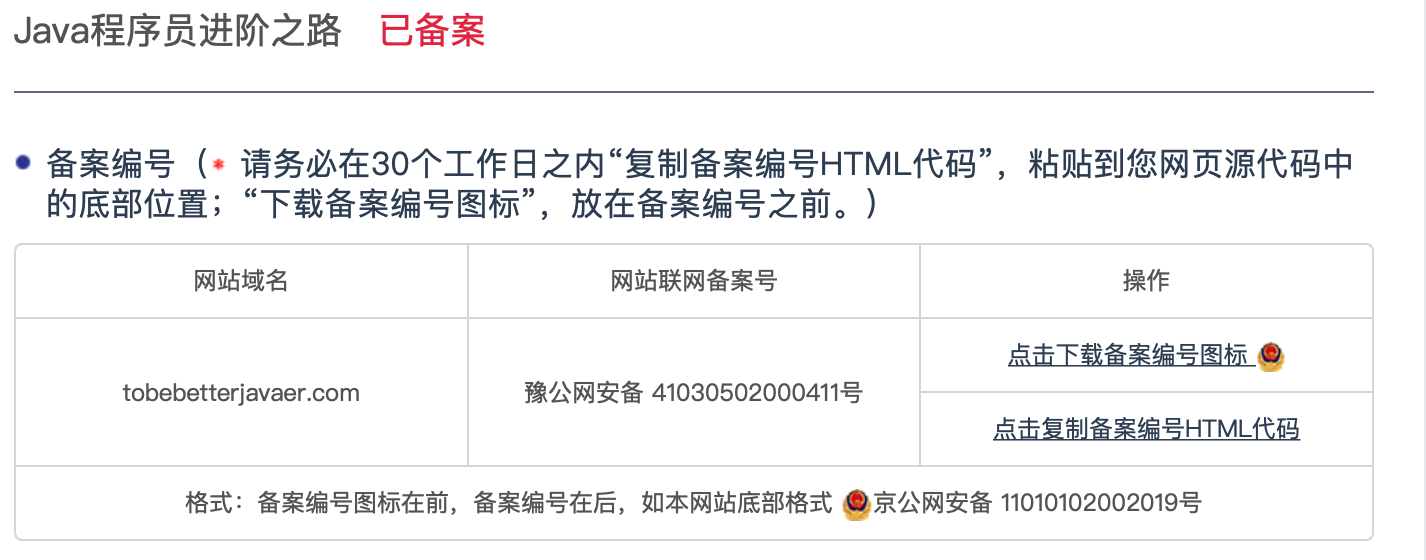 Java程序员进阶之路 已备案
备案编号（* 请务必在30个工作日之内“复制备案编号HTML代码”，粘贴到您网页源代码中
的底部位置；“下载备案编号图标”，放在备案编号之前。）
网站域名 网站联网备案号 操作
tobebetterjavaer.com 豫公网安备 41030502000411号
点击下载备案编号图标
点击复制备案编号HTML代码
格式：备案编号图标在前，备案编号在后，如本网站底部格式 京公网安备 11010102002019号